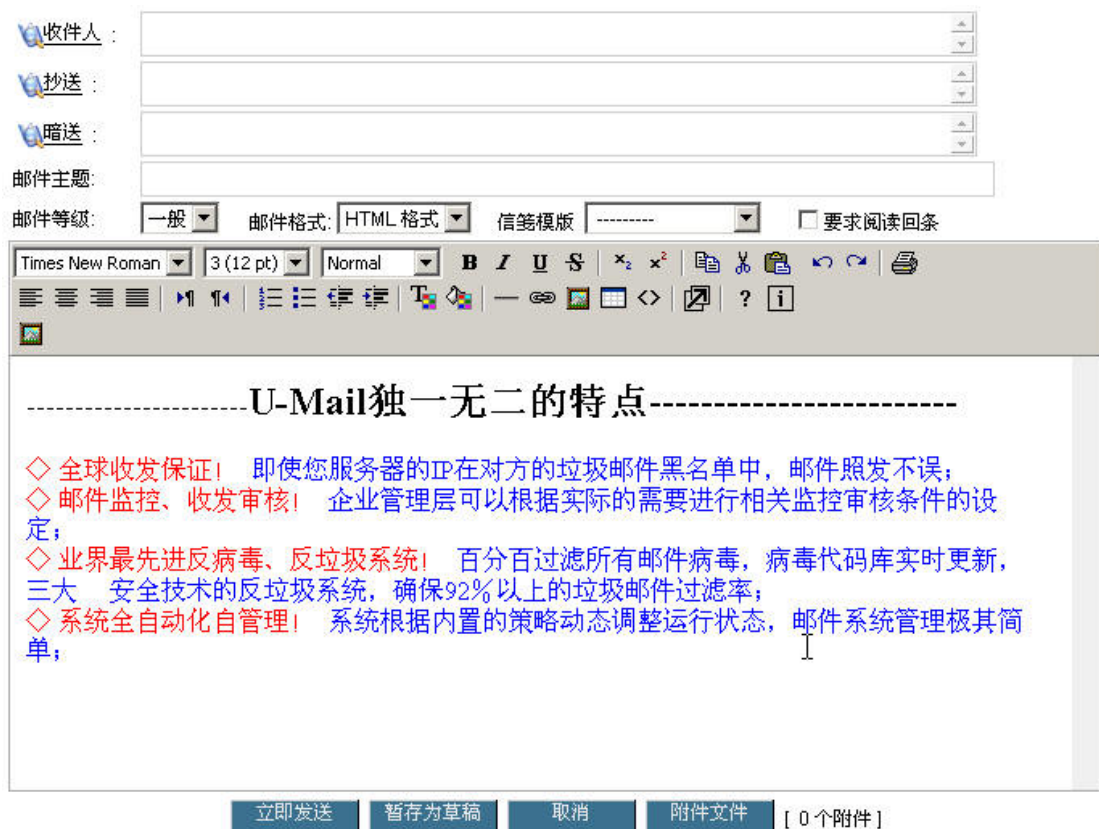 收件人 :
抄送 :
暗送 :
邮件主题:
邮件等级: 一般 邮件格式: HTML 格式 信笺模版 --------- 要求阅读回条
Times New Roman 3 (12 pt) Normal B I U S ×₂ ×²
? i
-----------------------U-Mail独一无二的特点------------------------
◇ 全球收发保证! 即使您服务器的IP在对方的垃圾邮件黑名单中，邮件照发不误；
◇ 邮件监控、收发审核! 企业管理层可以根据实际的需要进行相关监控审核条件的设
定；
◇ 业界最先进反病毒、反垃圾系统! 百分百过滤所有邮件病毒，病毒代码库实时更新，
三大 安全技术的反垃圾系统，确保92%以上的垃圾邮件过滤率；
◇ 系统全自动化自管理! 系统根据内置的策略动态调整运行状态，邮件系统管理极其简
单；
立即发送 暂存为草稿 取消 附件文件 [ 0 个附件 ]